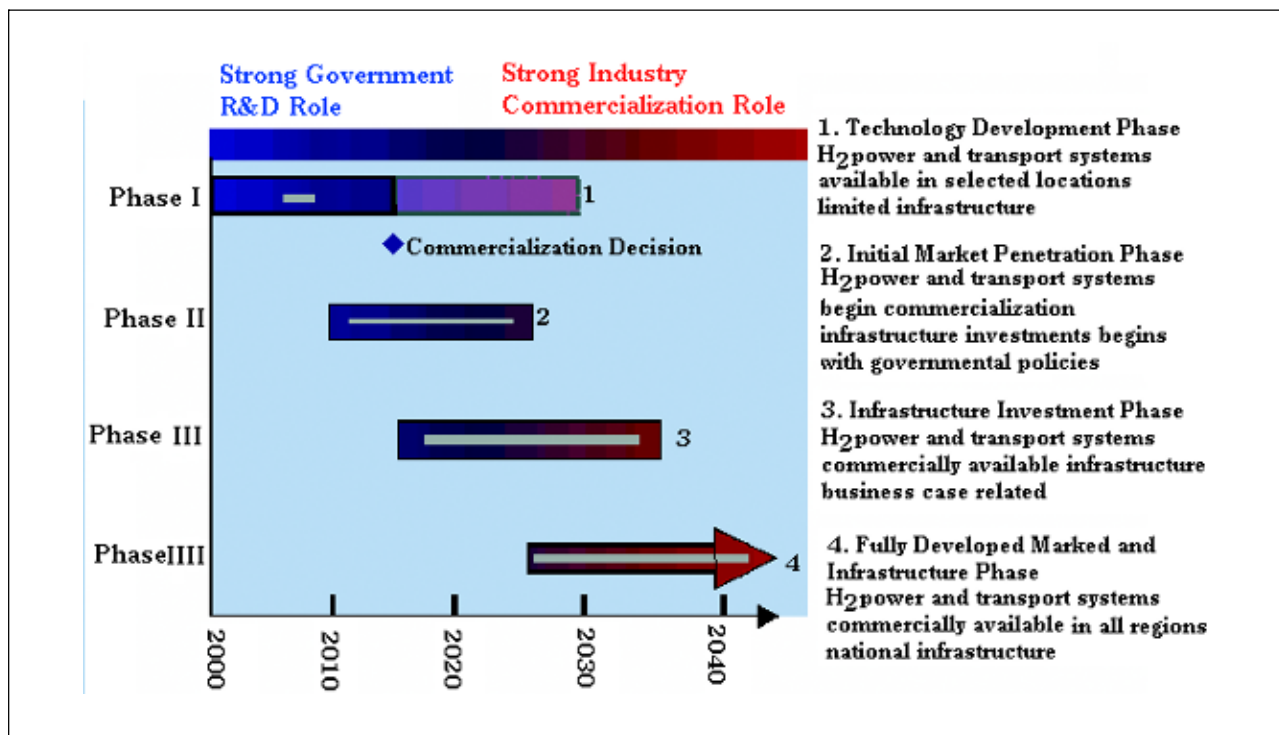 Strong Government
R&D Role
Strong Industry
Commercialization Role
Phase I
1
Commercialization Decision
Phase II
2
Phase III
3
PhaseIIII
4
2000
2010
2020
2030
2040
1. Technology Development Phase
H2power and transport systems
available in selected locations
limited infrastructure
2. Initial Market Penetration Phase
H2power and transport systems
begin commercialization
infrastructure investments begins
with governmental policies
3. Infrastructure Investment Phase
H2power and transport systems
commercially available infrastructure
business case related
4. Fully Developed Marked and
Infrastructure Phase
H2power and transport systems
commercially available in all regions
national infrastructure